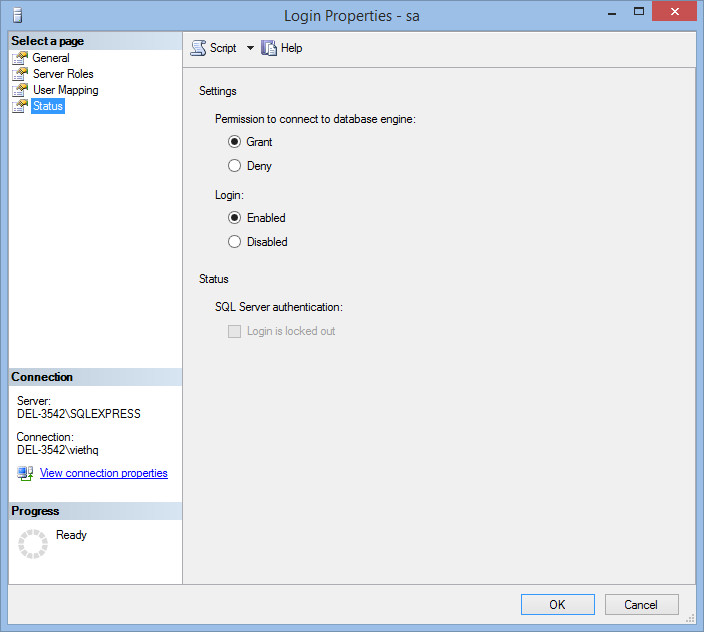 Login Properties - sa
Select a page
General
Server Roles
User Mapping
Status
Script
Help
Settings
Permission to connect to database engine:
Grant
Deny
Login:
Enabled
Disabled
Status
SQL Server authentication:
Login is locked out
Connection
Server:
DEL-3542\SQLEXPRESS
Connection:
DEL-3542\viethq
View connection properties
Progress
Ready
OK
Cancel